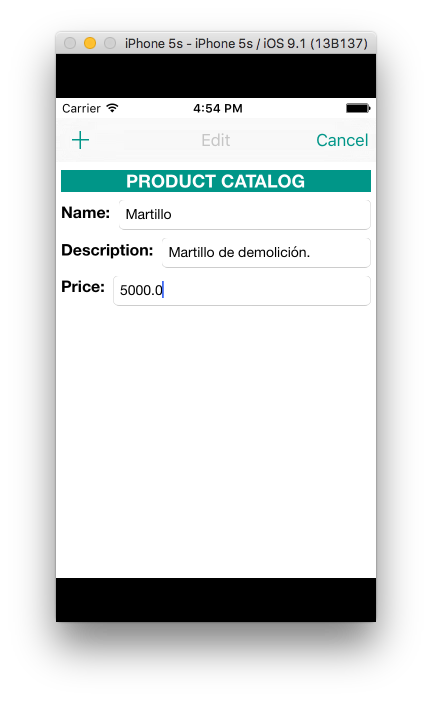 iPhone 5s - iPhone 5s / iOS 9.1 (13B137)
Carrier 4:54 PM
Edit Cancel
PRODUCT CATALOG
Name: Martillo
Description: Martillo de demolición.
Price: 5000.0